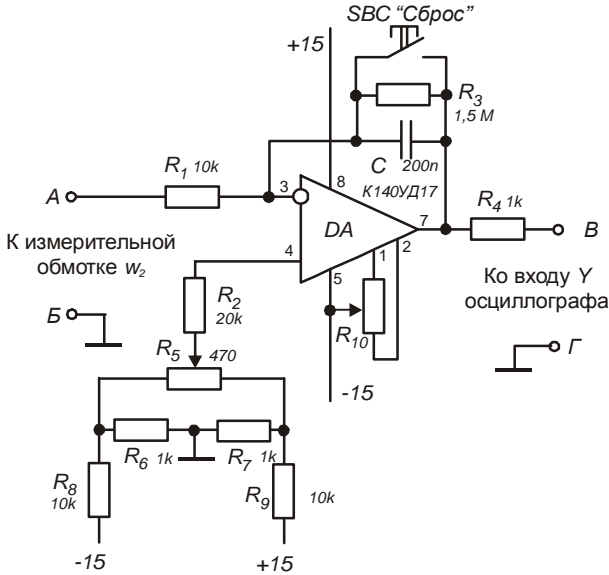 SBC "Сброс"
+15
R3
1,5 М
R1 10k
C 200n
3
8
К140УД17
А
DA
7
R4 1k
В
4
1
2
5
К измерительной
обмотке w2
Ко входу Y
осциллографа
R2
20k
R10
Б
Г
R5 470
-15
R6 1k
R7 1k
R8
10k
R9 10k
-15
+15